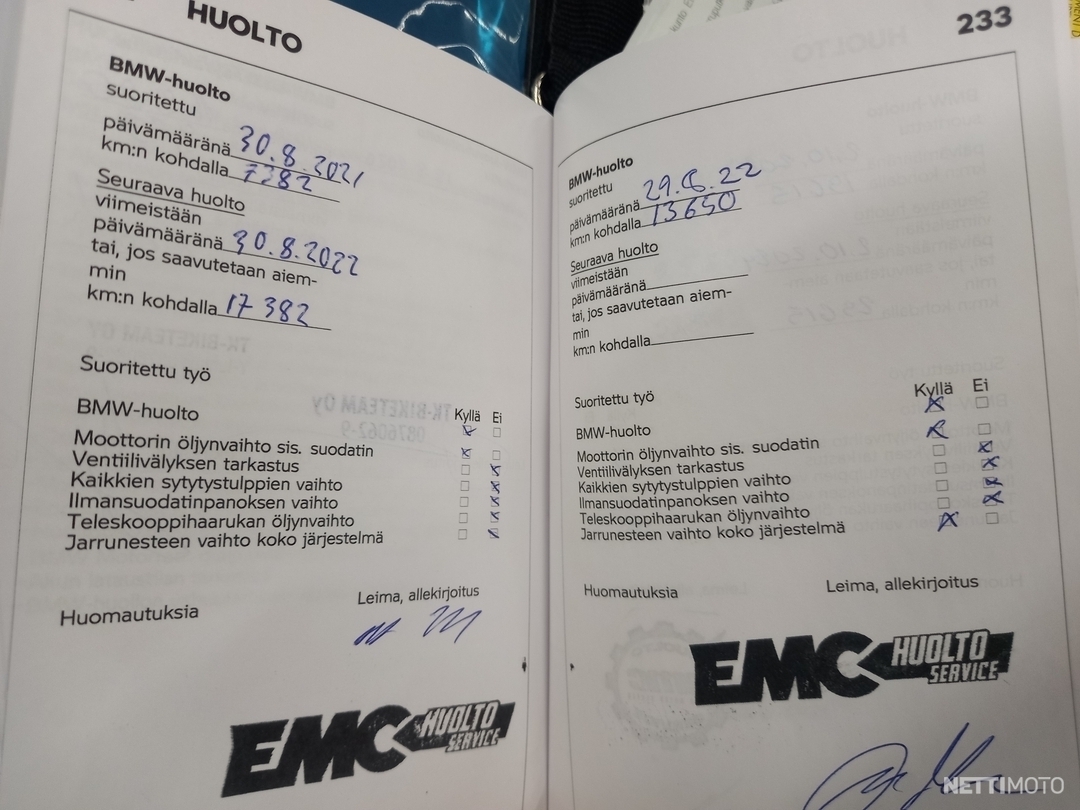 HUOLTO
BMW-huolto
suoritettu
päivämääränä 30.8.2021
km:n kohdalla 7382
Seuraava huolto
viimeistään
päivämääränä 30.8.2022
tai, jos saavutetaan aiem-
min
km:n kohdalla 17 382
Suoritettu työ
Kyllä Ei
BMW-huolto
Moottorin öljynvaihto sis. suodatin
Ventiilivälyksen tarkastus
Kaikkien sytytystulppien vaihto
Ilmansuodatinpanoksen vaihto
Teleskooppihaarukan öljynvaihto
Jarrunesteen vaihto koko järjestelmä
Huomautuksia
Leima, allekirjoitus
EMC HUOLTO
SERVICE
233
BMW-huolto
suoritettu
päivämääränä 29.8.22
km:n kohdalla 13650
Seuraava huolto
viimeistään
päivämääränä
tai, jos saavutetaan aiem-
min
km:n kohdalla
Suoritettu työ
Kyllä Ei
BMW-huolto
Moottorin öljynvaihto sis. suodatin
Ventiilivälyksen tarkastus
Kaikkien sytytystulppien vaihto
Ilmansuodatinpanoksen vaihto
Teleskooppihaarukan öljynvaihto
Jarrunesteen vaihto koko järjestelmä
Huomautuksia
Leima, allekirjoitus
EMC HUOLTO
SERVICE
NETTIMOTO